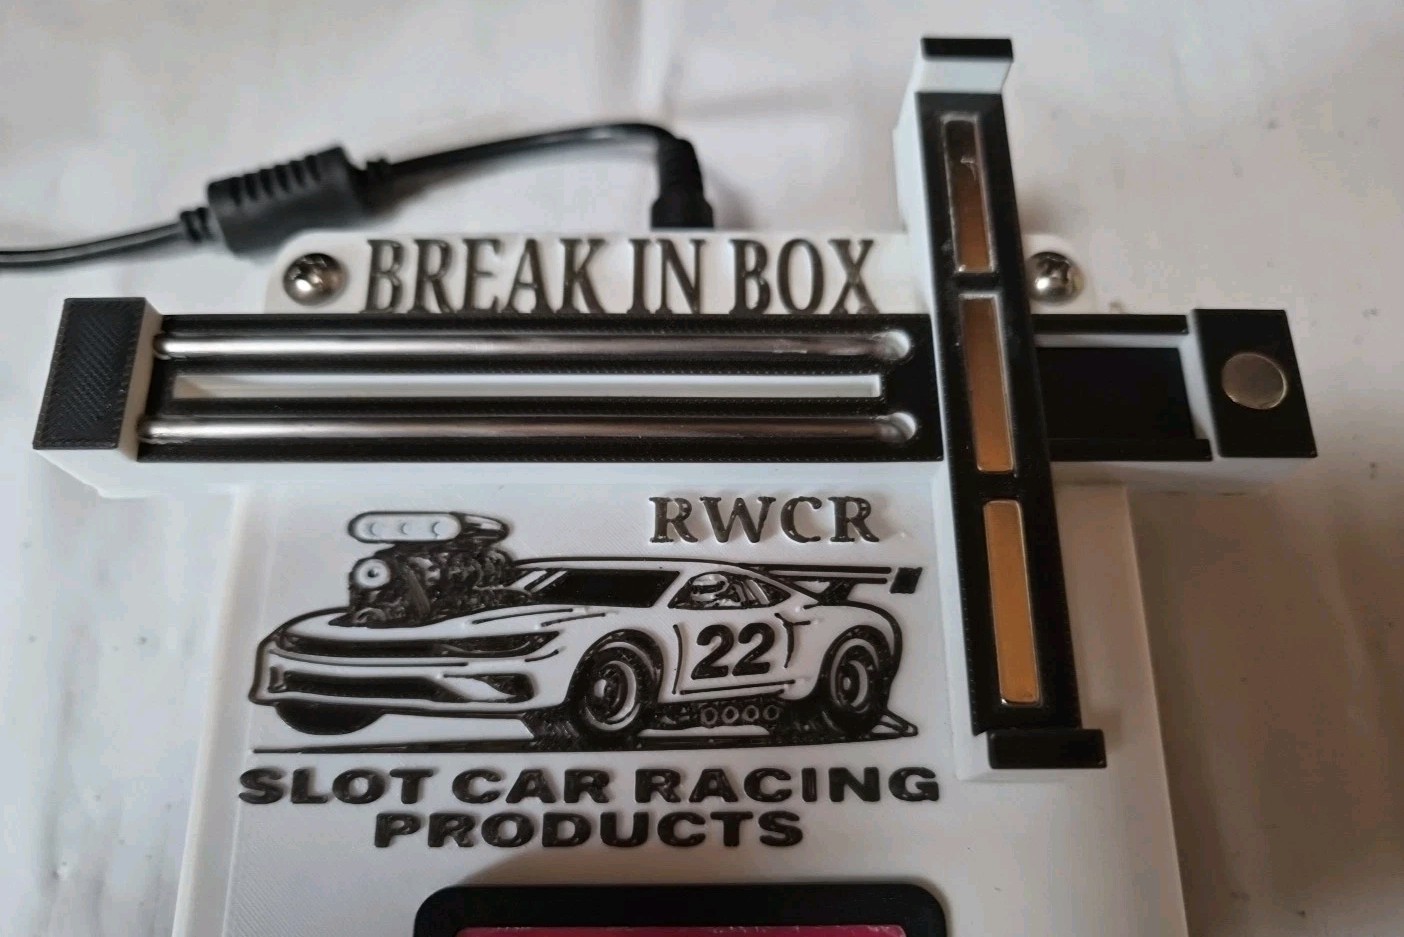 BREAK IN BOX
RWCR
22
SLOT CAR RACING
PRODUCTS